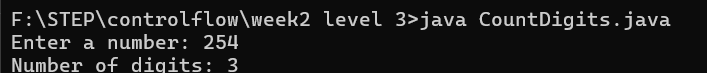 F:\STEP\controlflow\week2 level 3>java CountDigits.java
Enter a number: 254
Number of digits: 3